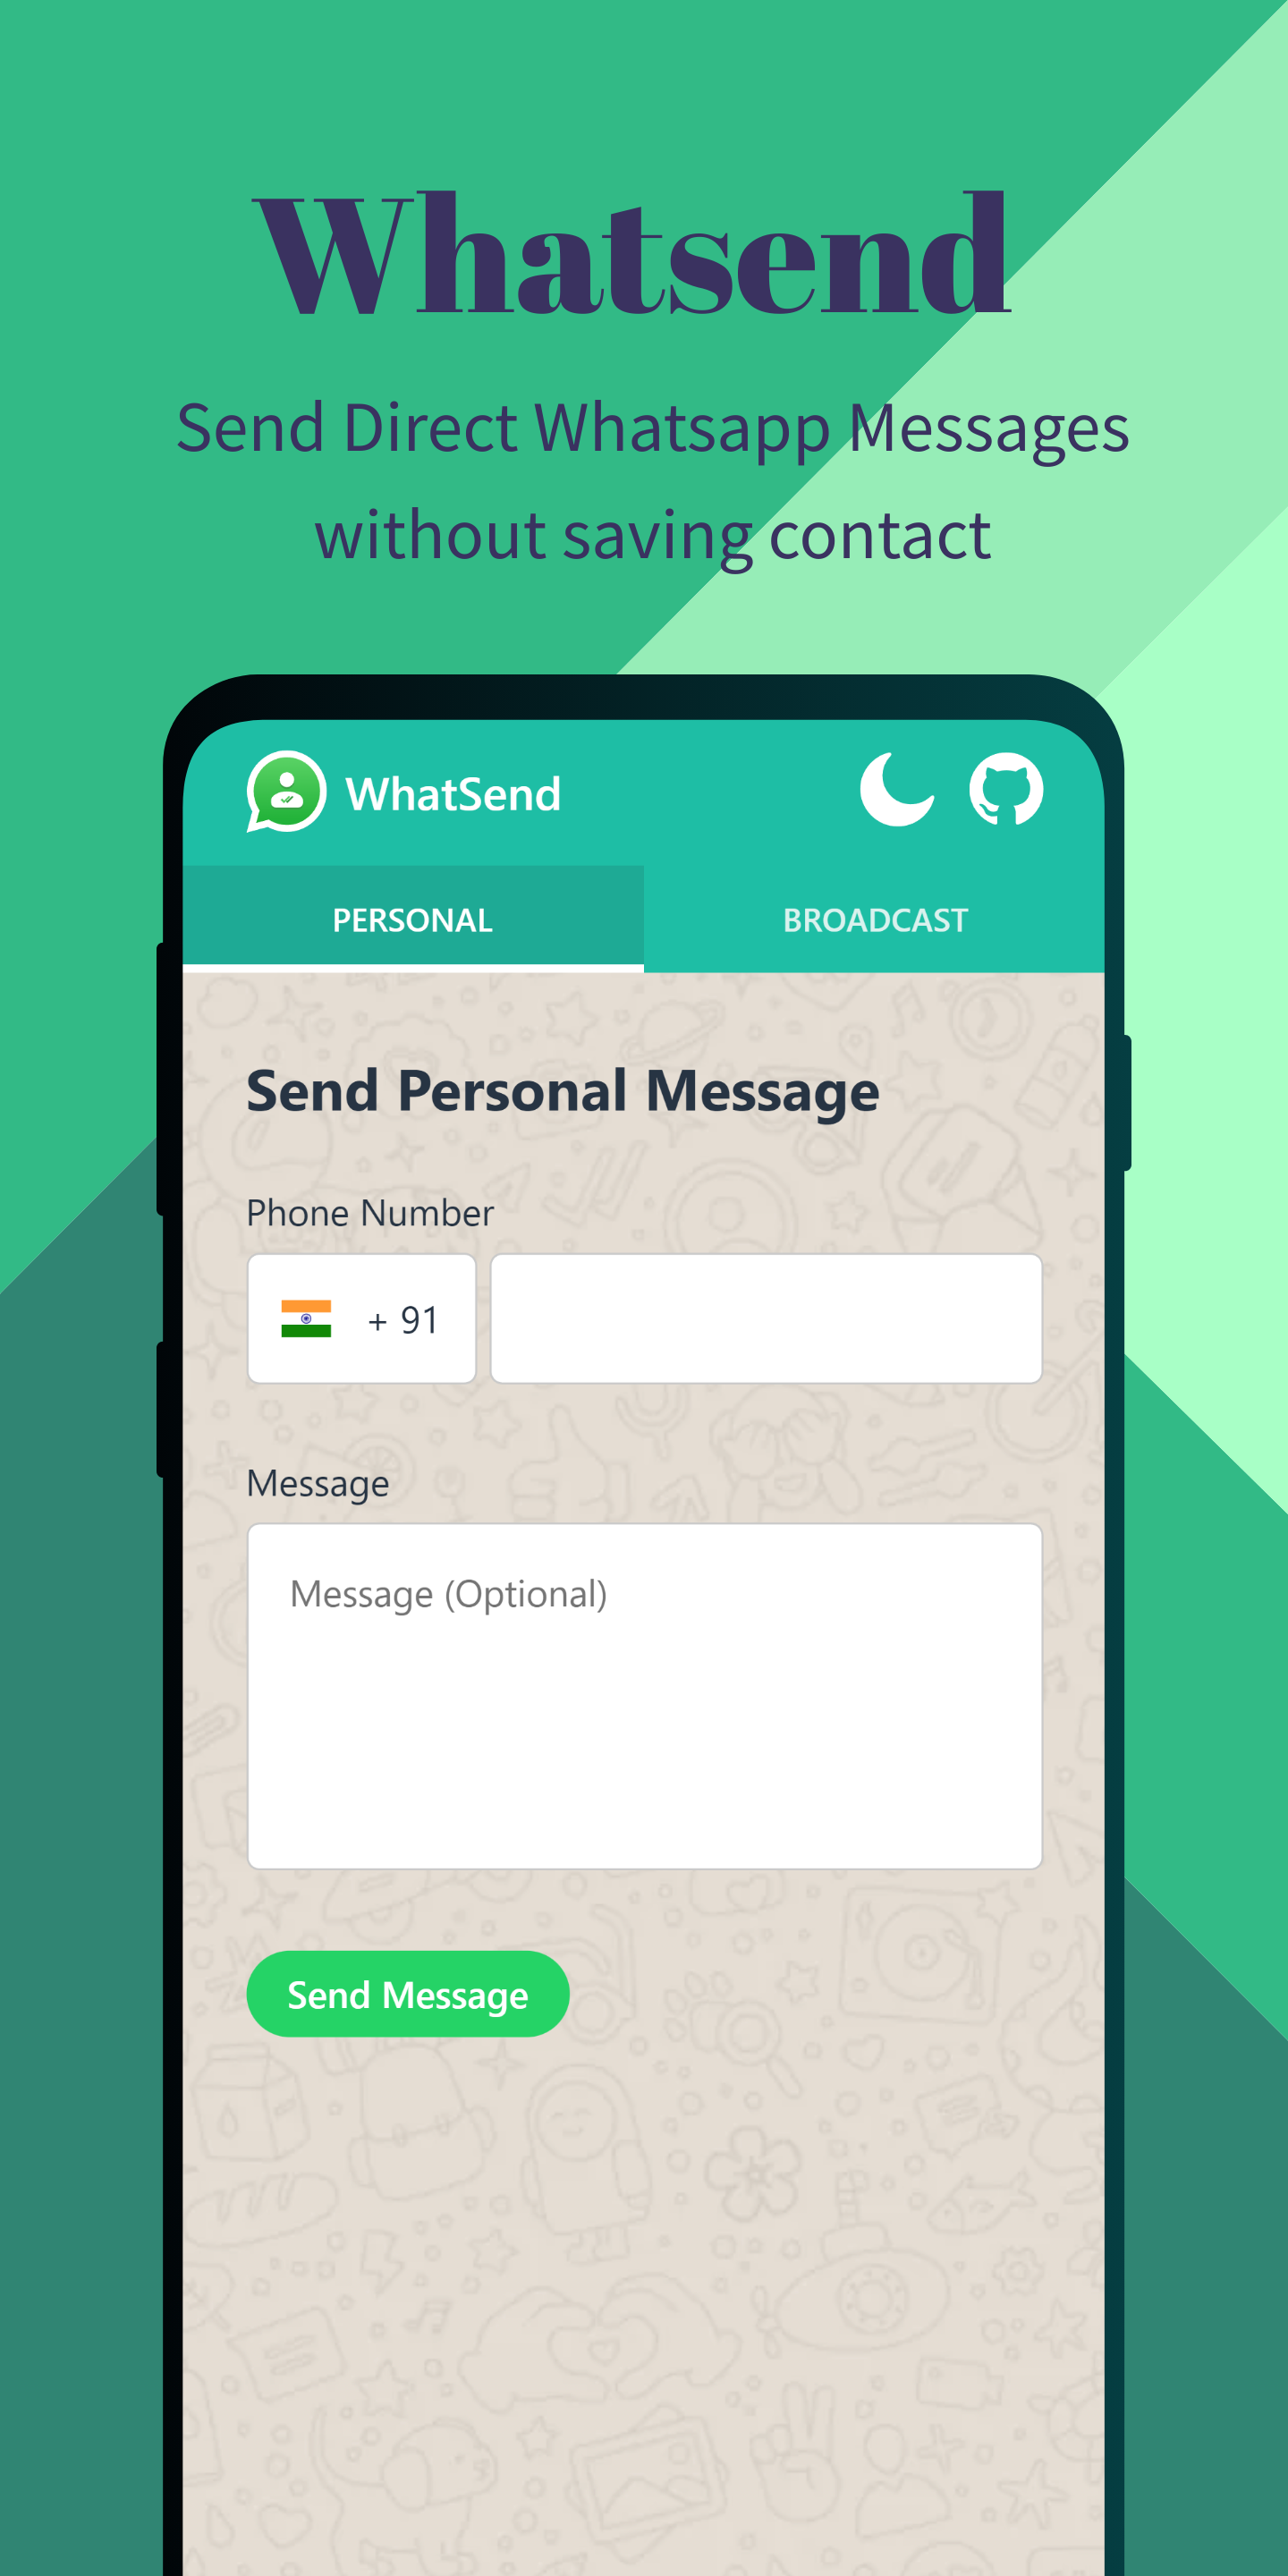 Whatsend
Send Direct Whatsapp Messages
without saving contact
WhatSend
PERSONAL
BROADCAST
Send Personal Message
Phone Number
+ 91
Message
Message (Optional)
Send Message